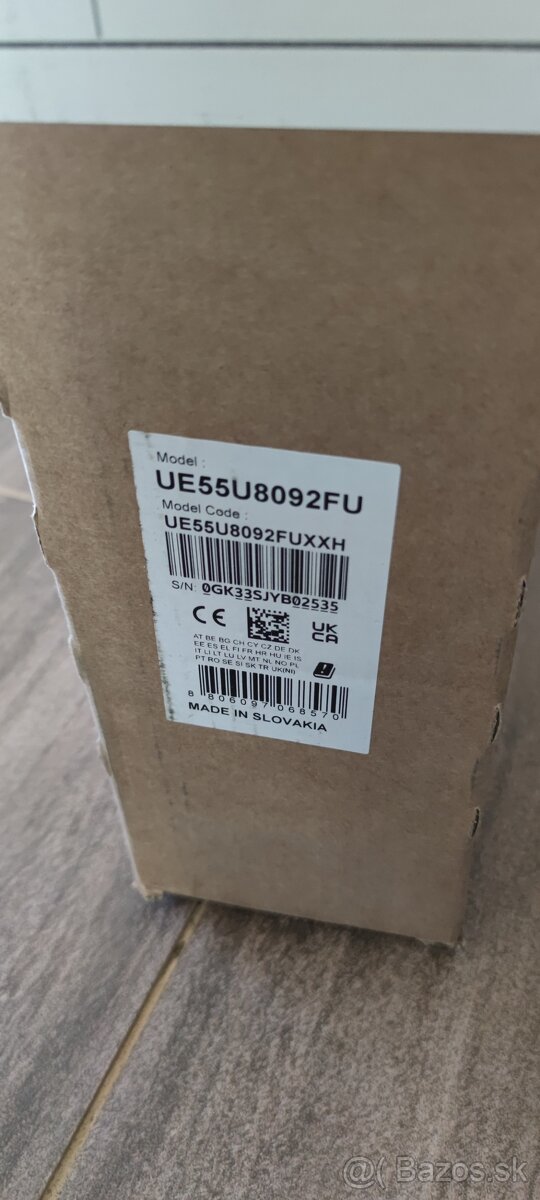 Model :
UE55U8092FU
Model Code :
UE55U8092FUXXH
S/N: 0GK33SJYB02535
CE
UK
CA
AT BE BG CH CY CZ DE DK
EE ES EL FI FR HR HU IE IS
IT LI LT LU LV MT NL NO PL
PT RO SE SI SK TR UK(NI)
8 806097 068570
MADE IN SLOVAKIA
@ Bazos.sk